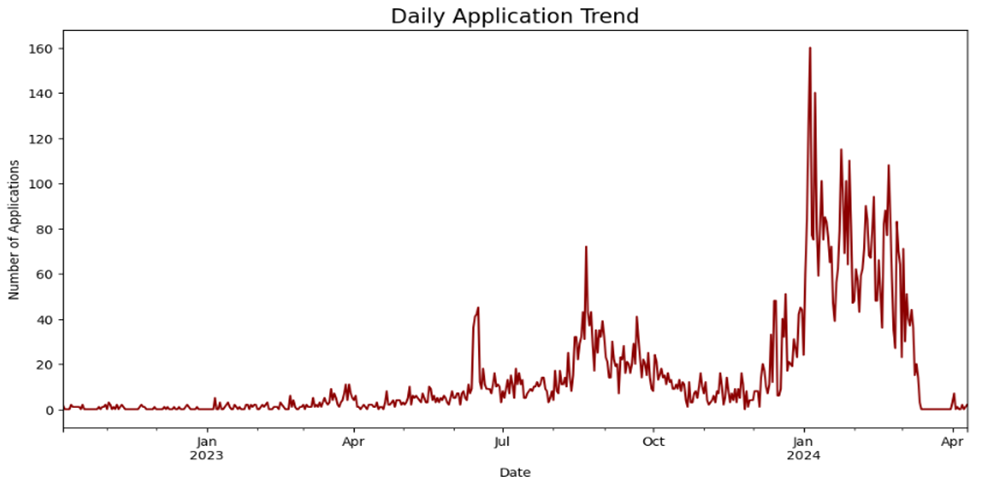 Daily Application Trend
Number of Applications
160
140
120
100
80
60
40
20
0
Jan
2023
Apr
Jul
Oct
Jan
2024
Apr
Date